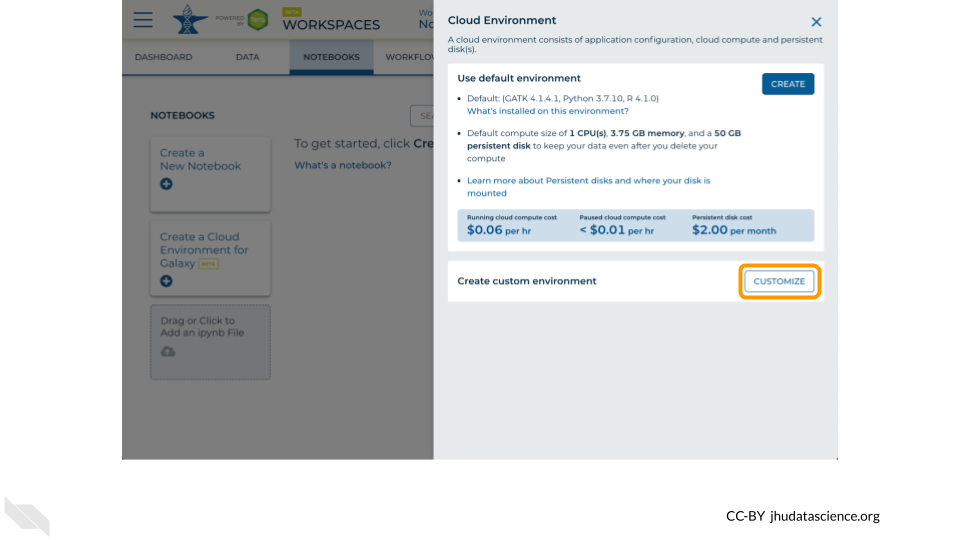 POWERED BY
Terra
BETA
WORKSPACES
Wo
No
DASHBOARD
DATA
NOTEBOOKS
WORKFLO
NOTEBOOKS
SEA
Create a
New Notebook
To get started, click Cre
What's a notebook?
Create a Cloud
Environment for
Galaxy BETA
Drag or Click to
Add an ipynb File
Cloud Environment
A cloud environment consists of application configuration, cloud compute and persistent
disk(s).
Use default environment
CREATE
• Default: (GATK 4.1.4.1, Python 3.7.10, R 4.1.0)
What's installed on this environment?
• Default compute size of 1 CPU(s), 3.75 GB memory, and a 50 GB
persistent disk to keep your data even after you delete your
compute
• Learn more about Persistent disks and where your disk is
mounted
Running cloud compute cost
$0.06 per hr
Paused cloud compute cost
< $0.01 per hr
Persistent disk cost
$2.00 per month
Create custom environment
CUSTOMIZE
CC-BY jhudatascience.org